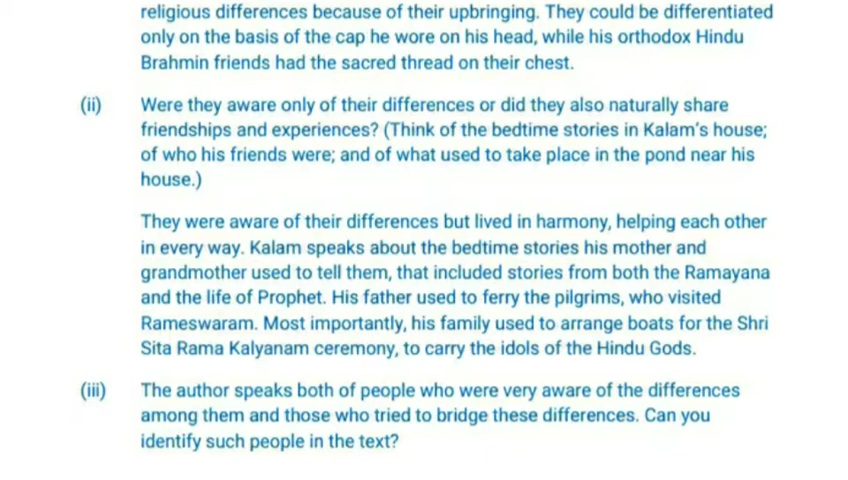 religious differences because of their upbringing. They could be differentiated
only on the basis of the cap he wore on his head, while his orthodox Hindu
Brahmin friends had the sacred thread on their chest.
(ii) Were they aware only of their differences or did they also naturally share
friendships and experiences? (Think of the bedtime stories in Kalam's house;
of who his friends were; and of what used to take place in the pond near his
house.)
They were aware of their differences but lived in harmony, helping each other
in every way. Kalam speaks about the bedtime stories his mother and
grandmother used to tell them, that included stories from both the Ramayana
and the life of Prophet. His father used to ferry the pilgrims, who visited
Rameswaram. Most importantly, his family used to arrange boats for the Shri
Sita Rama Kalyanam ceremony, to carry the idols of the Hindu Gods.
(iii) The author speaks both of people who were very aware of the differences
among them and those who tried to bridge these differences. Can you
identify such people in the text?